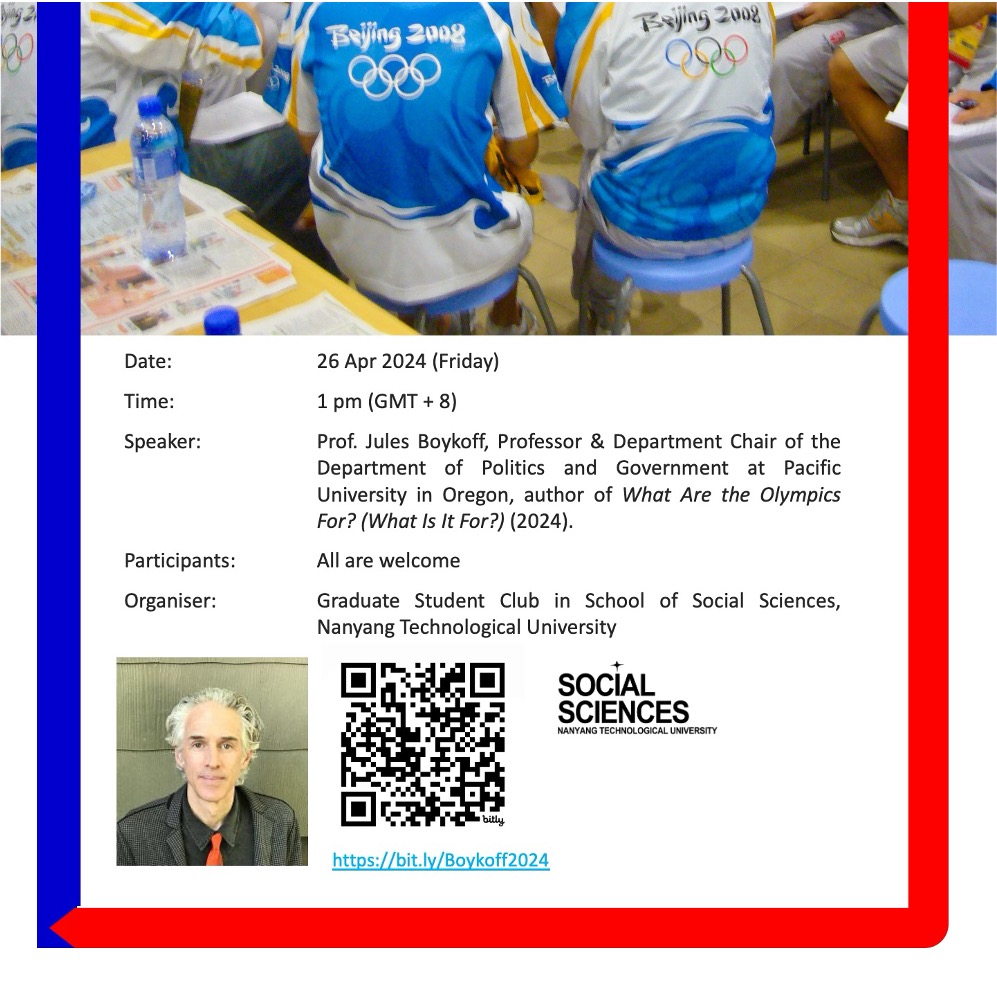 Beijing 2008
Beijing 2008
Date: 26 Apr 2024 (Friday)
Time: 1 pm (GMT + 8)
Speaker: Prof. Jules Boykoff, Professor & Department Chair of the
Department of Politics and Government at Pacific
University in Oregon, author of What Are the Olympics
For? (What Is It For?) (2024).
Participants: All are welcome
Organiser: Graduate Student Club in School of Social Sciences,
Nanyang Technological University
SOCIAL
SCIENCES
NANYANG TECHNOLOGICAL UNIVERSITY
bitly
https://bit.ly/Boykoff2024